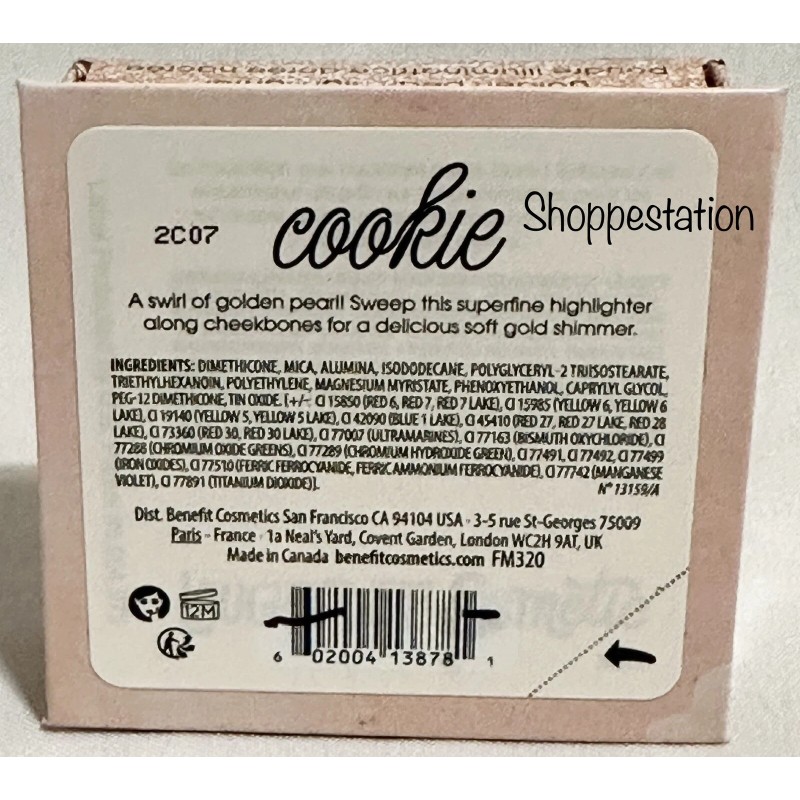 poudre illuminatrice dorée nacrée
2C07
cookie
Shoppestation
A swirl of golden pearl! Sweep this superfine highlighter
along cheekbones for a delicious soft gold shimmer.
INGREDIENTS: DIMETHICONE, MICA, ALUMINA, ISODODECANE, POLYGLYCERYL-2 TRIISOSTEARATE,
TRIETHYLHEXANOIN, POLYETHYLENE, MAGNESIUM MYRISTATE, PHENOXYETHANOL, CAPRYLYL GLYCOL,
PEG-12 DIMETHICONE, TIN OXIDE. [+/- CI 15850 (RED 6, RED 7, RED 7 LAKE), CI 15985 (YELLOW 6, YELLOW 6
LAKE), CI 19140 (YELLOW 5, YELLOW 5 LAKE), CI 42090 (BLUE 1 LAKE), CI 45410 (RED 27, RED 27 LAKE, RED 28
LAKE), CI 73360 (RED 30, RED 30 LAKE), CI 77007 (ULTRAMARINES), CI 77163 (BISMUTH OXYCHLORIDE), CI
77288 (CHROMIUM OXIDE GREENS), CI 77289 (CHROMIUM HYDROXIDE GREEN), CI 77491, CI 77492, CI 77499
(IRON OXIDES), CI 77510 (FERRIC FERROCYANIDE, FERRIC AMMONIUM FERROCYANIDE), CI 77742 (MANGANESE
VIOLET), CI 77891 (TITANIUM DIOXIDE)].
N° 13159/A
Dist. Benefit Cosmetics San Francisco CA 94104 USA · 3-5 rue St-Georges 75009
Paris - France · 1a Neal's Yard, Covent Garden, London WC2H 9AT, UK
Made in Canada benefitcosmetics.com FM320
12M
6 02004 13878 1